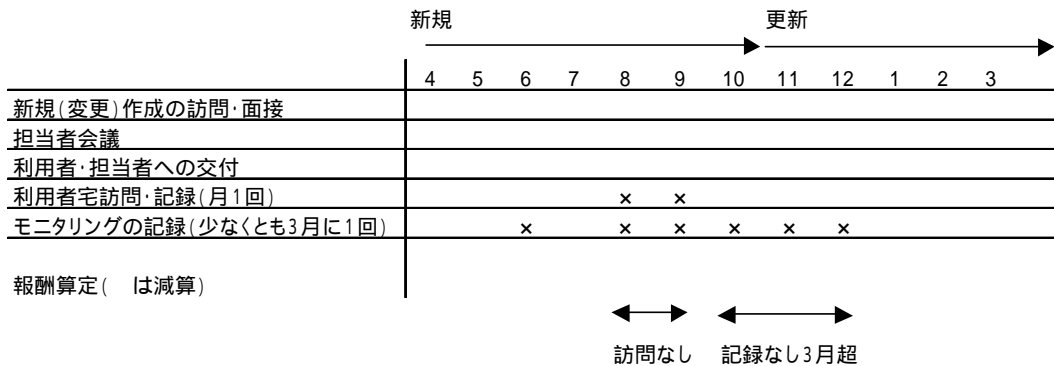 新規 更新
4 5 6 7 8 9 10 11 12 1 2 3
新規(変更)作成の訪問・面接
担当者会議
利用者・担当者への交付
利用者宅訪問・記録(月1回) × ×
モニタリングの記録(少なくとも3月に1回) × × × × × ×
報酬算定( は減算)
訪問なし 記録なし3月超